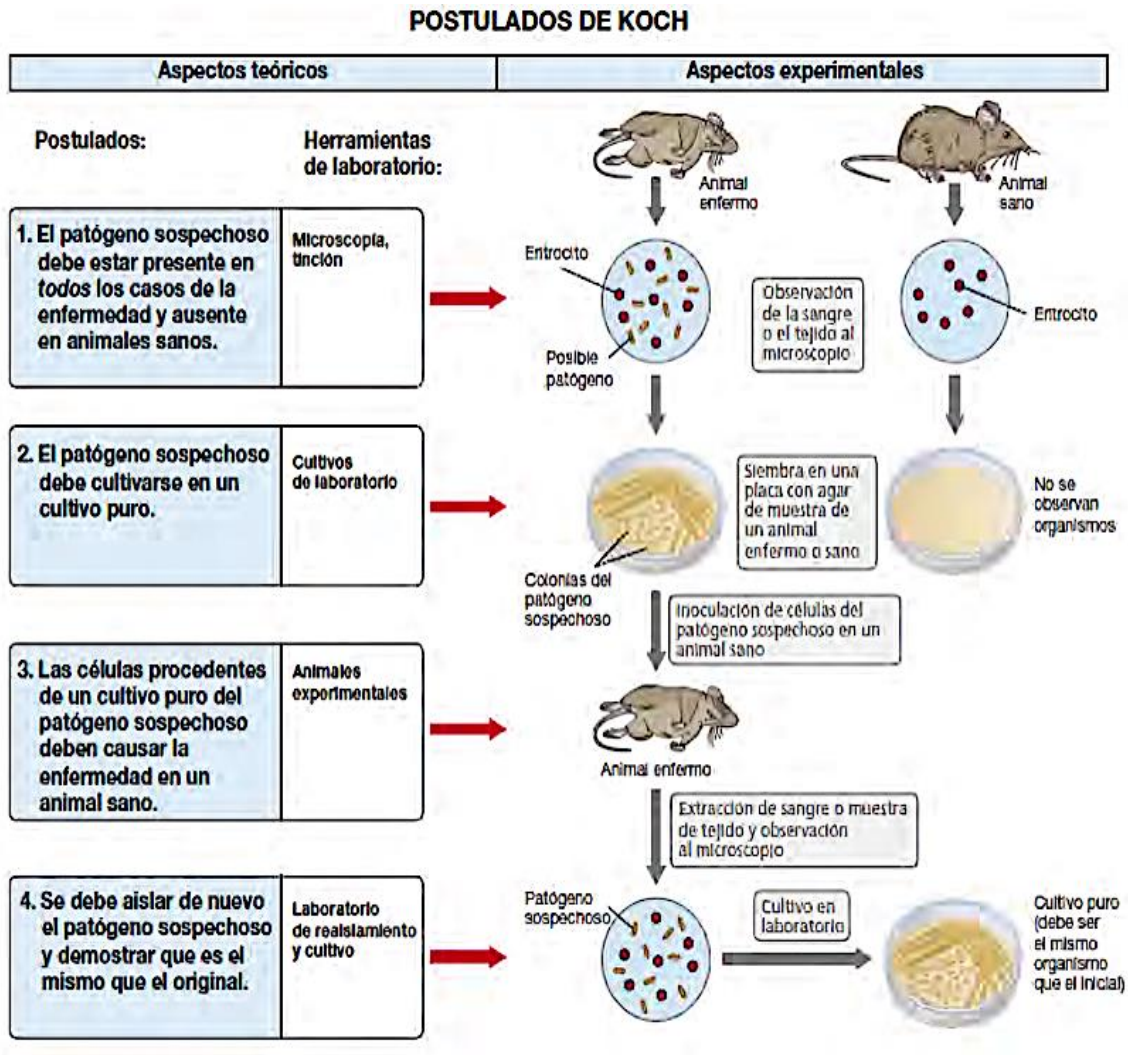 POSTULADOS DE KOCH
Aspectos teóricos
Aspectos experimentales
Postulados:
Herramientas
de laboratorio:
Animal
enfermo
Animal
sano
1. El patógeno sospechoso
debe estar presente en
todos los casos de la
enfermedad y ausente
en animales sanos.
Microscopía,
tinción
Eritrocito
Posible
patógeno
Observación
de la sangre
o el tejido al
microscopio
Eritrocito
2. El patógeno sospechoso
debe cultivarse en un
cultivo puro.
Cultivos
de laboratorio
Colonias del
patógeno
sospechoso
Siembra en una
placa con agar
de muestra de
un animal
enfermo o sano
No se
observan
organismos
Inoculación de células del
patógeno sospechoso en un
animal sano
3. Las células procedentes
de un cultivo puro del
patógeno sospechoso
deben causar la
enfermedad en un
animal sano.
Animales
experimentales
Animal enfermo
Extracción de sangre o muestra
de tejido y observación
al microscopio
4. Se debe aislar de nuevo
el patógeno sospechoso
y demostrar que es el
mismo que el original.
Laboratorio
de reaislamiento
y cultivo
Patógeno
sospechoso
Cultivo en
laboratorio
Cultivo puro
(debe ser
el mismo
organismo
que el inicial)